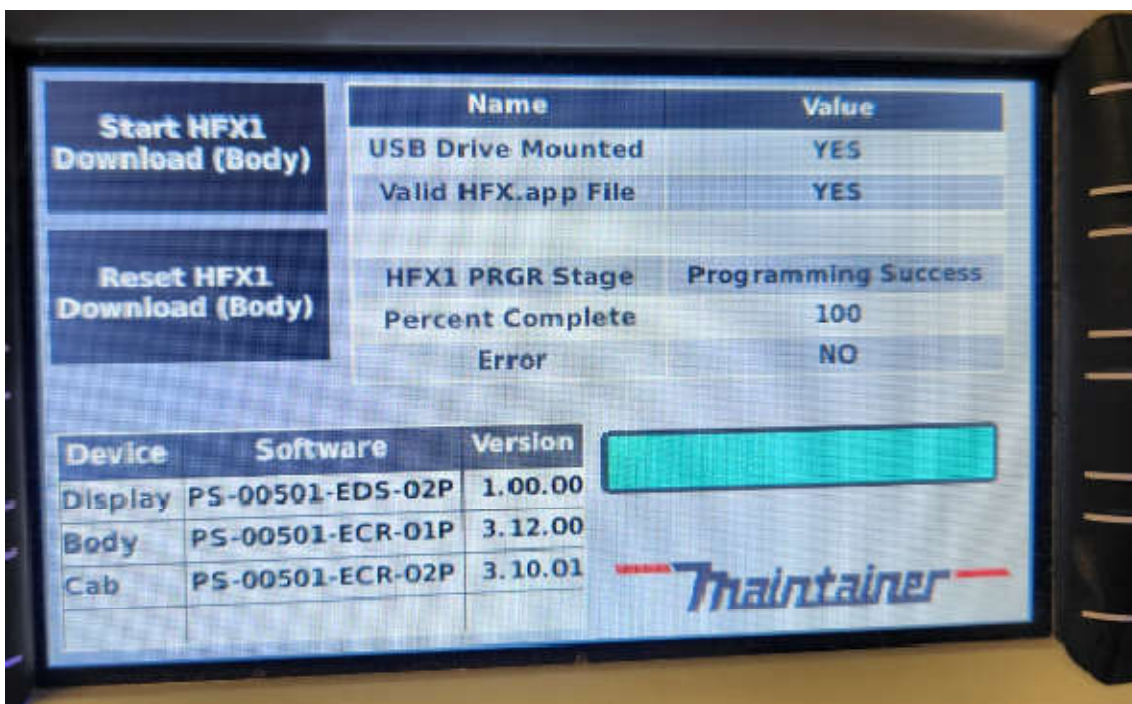 Start HFX1
Download (Body)
Reset HFX1
Download (Body)
Name Value
USB Drive Mounted YES
Valid HFX.app File YES
HFX1 PRGR Stage Programming Success
Percent Complete 100
Error NO
Device Software Version
Display PS-00501-EDS-02P 1.00.00
Body PS-00501-ECR-01P 3.12.00
Cab PS-00501-ECR-02P 3.10.01
Maintainer